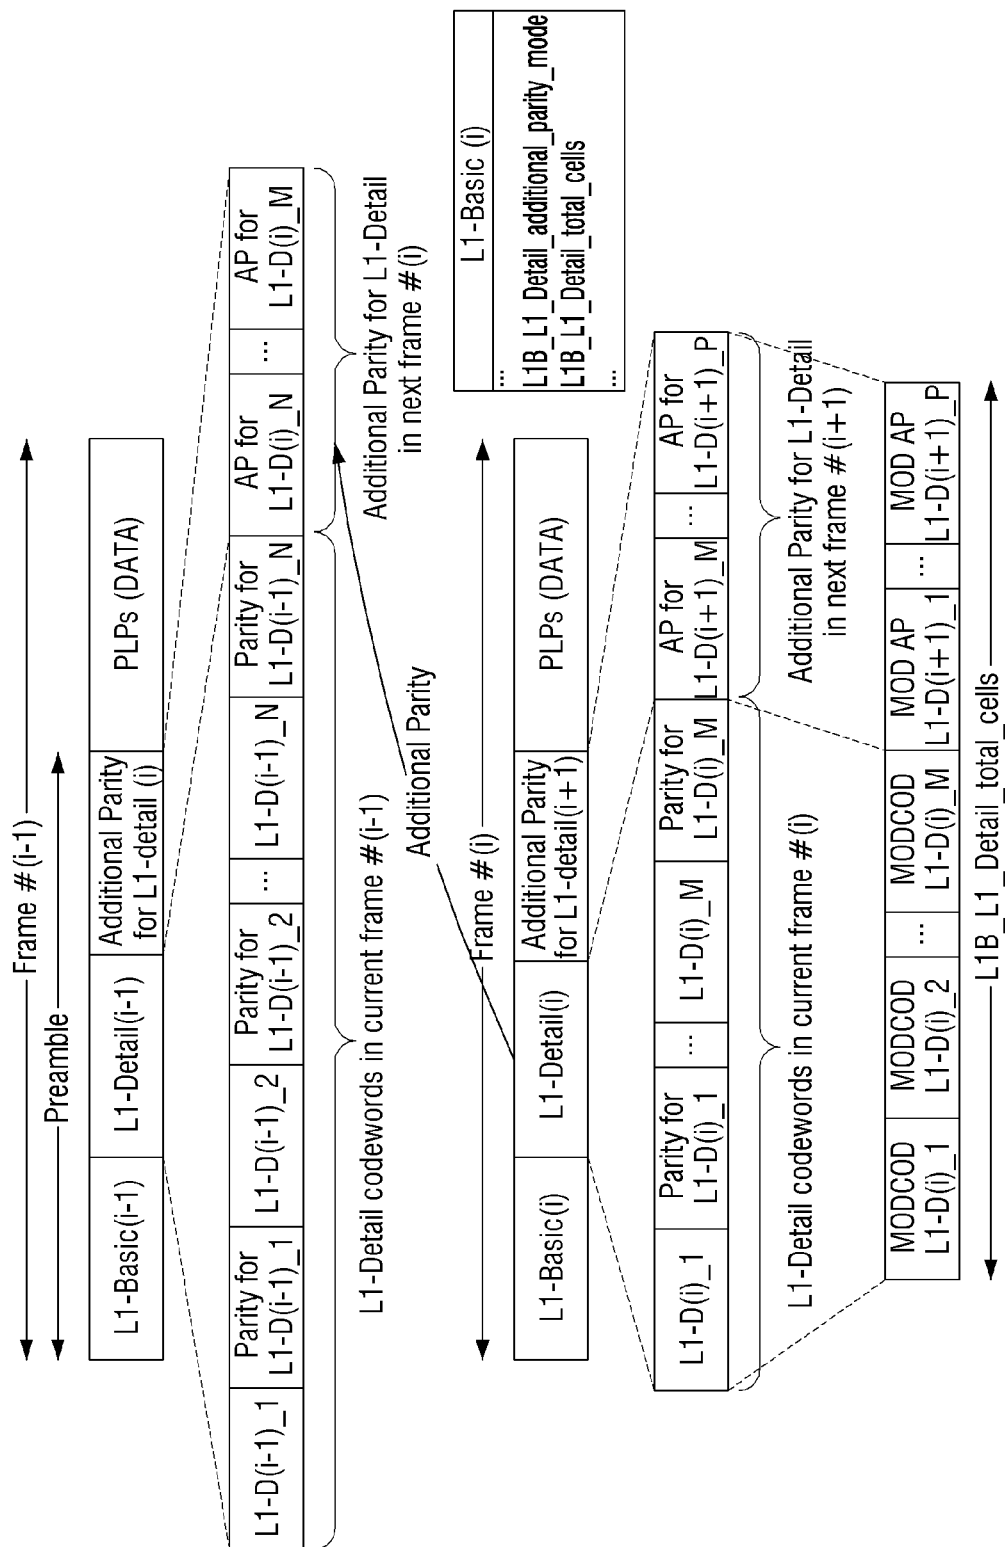 Frame #(i-1)
Preamble
L1-Basic(i-1)
L1-Detail(i-1)
Additional Parity
for L1-detail (i)
PLPs (DATA)
L1-D(i-1)_1
Parity for
L1-D(i-1)_1
L1-D(i-1)_2
Parity for
L1-D(i-1)_2
...
L1-D(i-1)_N
Parity for
L1-D(i-1)_N
AP for
L1-D(i)_N
...
AP for
L1-D(i)_M
L1-Detail codewords in current frame #(i-1)
Additional Parity for L1-Detail
in next frame #(i)
Additional Parity
L1-Basic (i)
...
L1B_L1_Detail_additional_parity_mode
L1B_L1_Detail_total_cells
...
Frame #(i)
L1-Basic(i)
L1-Detail(i)
Additional Parity
for L1-detail(i+1)
PLPs (DATA)
L1-D(i)_1
Parity for
L1-D(i)_1
...
L1-D(i)_M
Parity for
L1-D(i)_M
AP for
L1-D(i+1)_M
...
AP for
L1-D(i+1)_P
L1-Detail codewords in current frame #(i)
Additional Parity for L1-Detail
in next frame #(i+1)
MODCOD
L1-D(i)_1
MODCOD
L1-D(i)_2
...
MODCOD
L1-D(i)_M
MOD AP
L1-D(i+1)_1
...
MOD AP
L1-D(i+1)_P
L1B_L1_Detail_total_cells